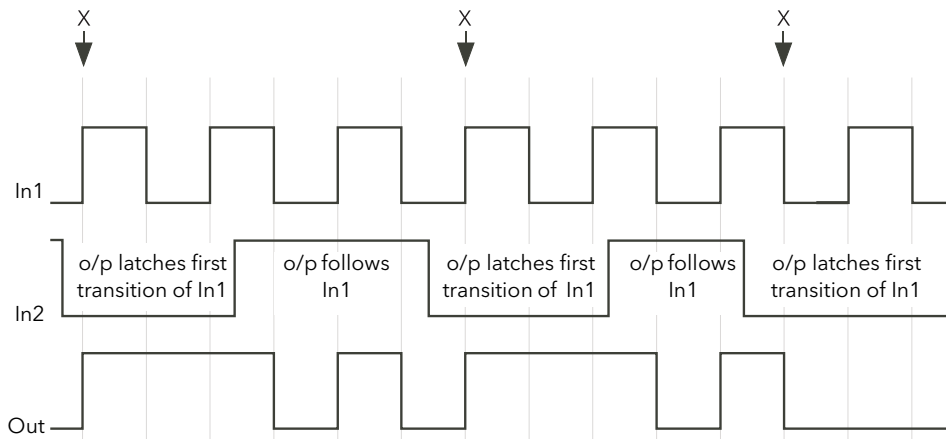 X X X
In1
o/p latches first
transition of In1
o/p follows
In1
o/p latches first
transition of In1
o/p follows
In1
o/p latches first
transition of In1
In2
Out